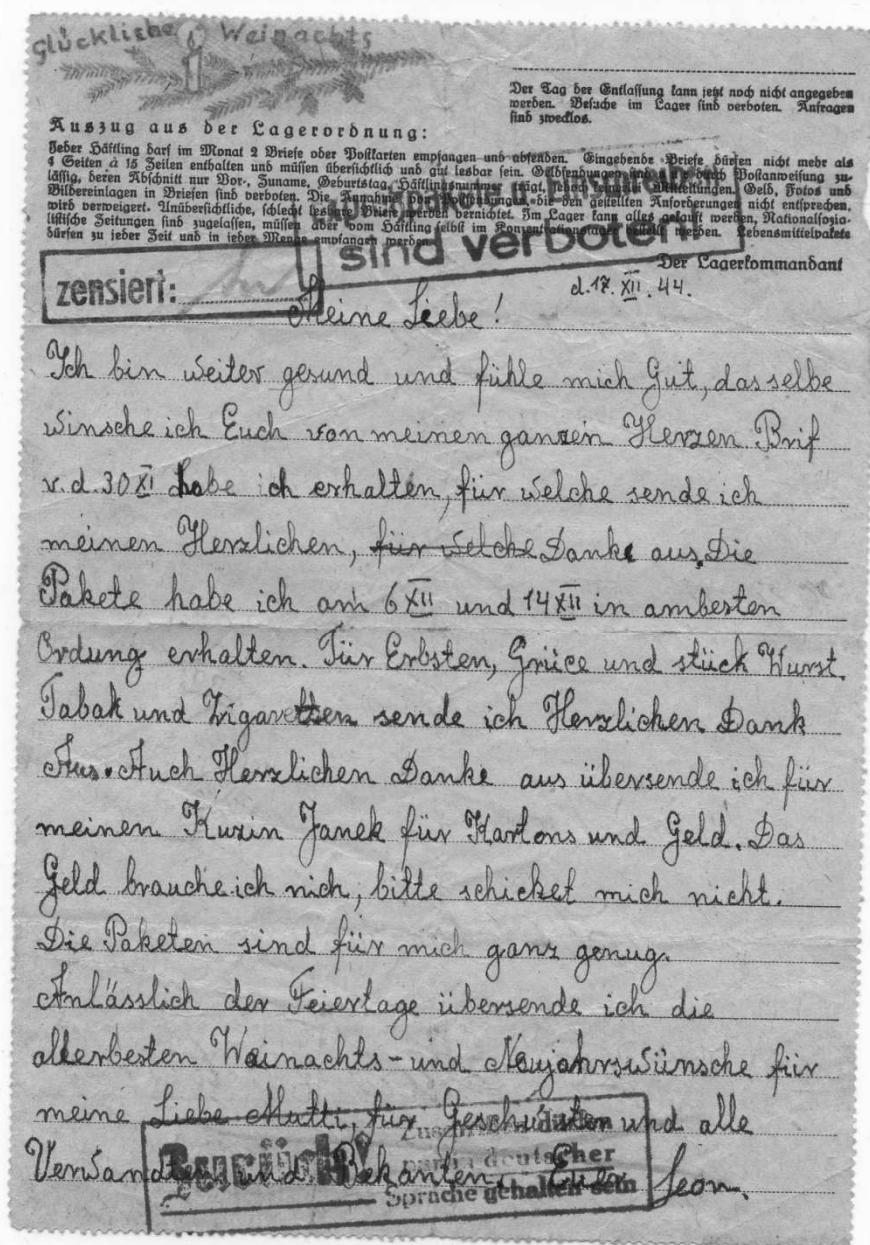 Glückliche Weinachts
Der Tag der Entlassung kann jetzt noch nicht angegeben
werden. Besuche im Lager sind verboten. Anfragen
sind zwecklos.
Auszug aus der Lagerordnung:
Jeder Häftling darf im Monat 2 Briefe oder Postkarten empfangen und absenden. Eingehende Briefe dürfen nicht mehr als
4 Seiten à 15 Zeilen enthalten und müssen übersichtlich und gut lesbar sein. Geldsendungen sind nur durch Postanweisung zu-
lässig, deren Abschnitt nur Vor-, Zuname, Geburtstag, Häftlingsnummer trägt, jedoch keine Mitteilungen. Geld, Fotos und
Bildereinlagen in Briefen sind verboten. Die Annahme von Postsendungen, die den gestellten Anforderungen nicht entsprechen,
wird verweigert. Unübersichtliche, schlecht lesbare Briefe werden vernichtet. Im Lager kann alles gekauft werden. Nationalsozia-
listische Zeitungen sind zugelassen, müssen aber vom Häftling selbst im Konzentrationslager bestellt werden. Lebensmittelpakete
dürfen zu jeder Zeit und in jeder Menge empfangen werden.
sind verboten!
Der Lagerkommandant
zensiert:
d. 17. XII. 44.
Meine Liebe!
Ich bin weiter gesund und fühle mich Gut, das selbe
winsche ich Euch von meinen ganzen Herzen. Brif
v. d. 30 XI habe ich erhalten, für welche sende ich
meinen Herzlichen, für welche Danke aus. Die
Pakete habe ich am 6 XII und 14 XII in ambesten
Ordung erhalten. Für Erbsten, Grüce und stück Wurst.
Tabak und Zigaretten sende ich Herzlichen Dank
Aus. Auch Herzlichen Danke aus übersende ich für
meinen Kuzin Janek für Kartons und Geld. Das
Geld brauche ich nich, bitte schicket mich nicht.
Die Paketen sind für mich ganz genug.
Anlässlich der Feiertage übersende ich die
allerbesten Wainachts- und Neujahrswünsche für
meine Liebe Mutti, für Geschwisten und alle
Verwandte und Bekanten. Euer Leon.
Zurück!
deutscher
Sprache gehalten sein